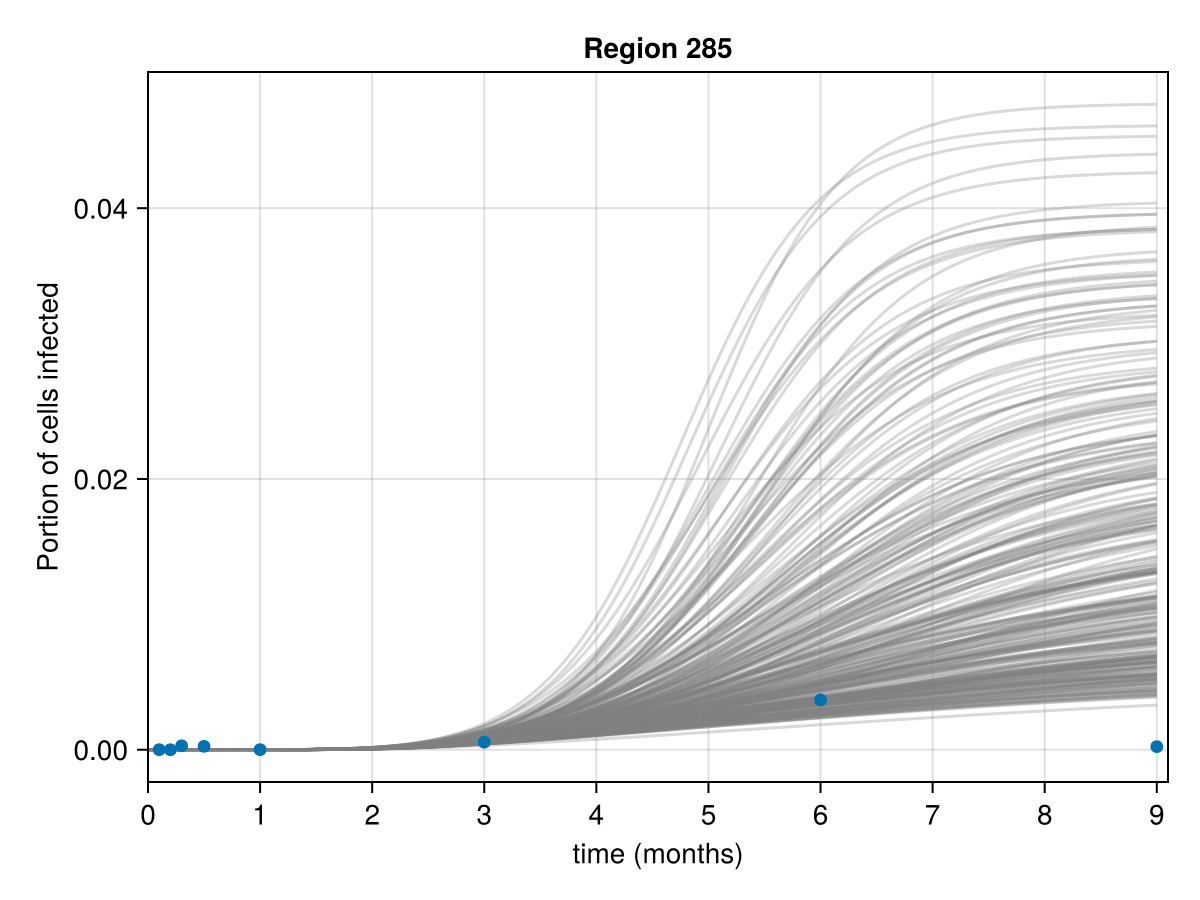 Region 285
Portion of cells infected
0.04
0.02
0.00
0 1 2 3 4 5 6 7 8 9
time (months)